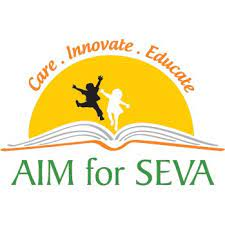 Care . Innovate . Educate
AIM for SEVA